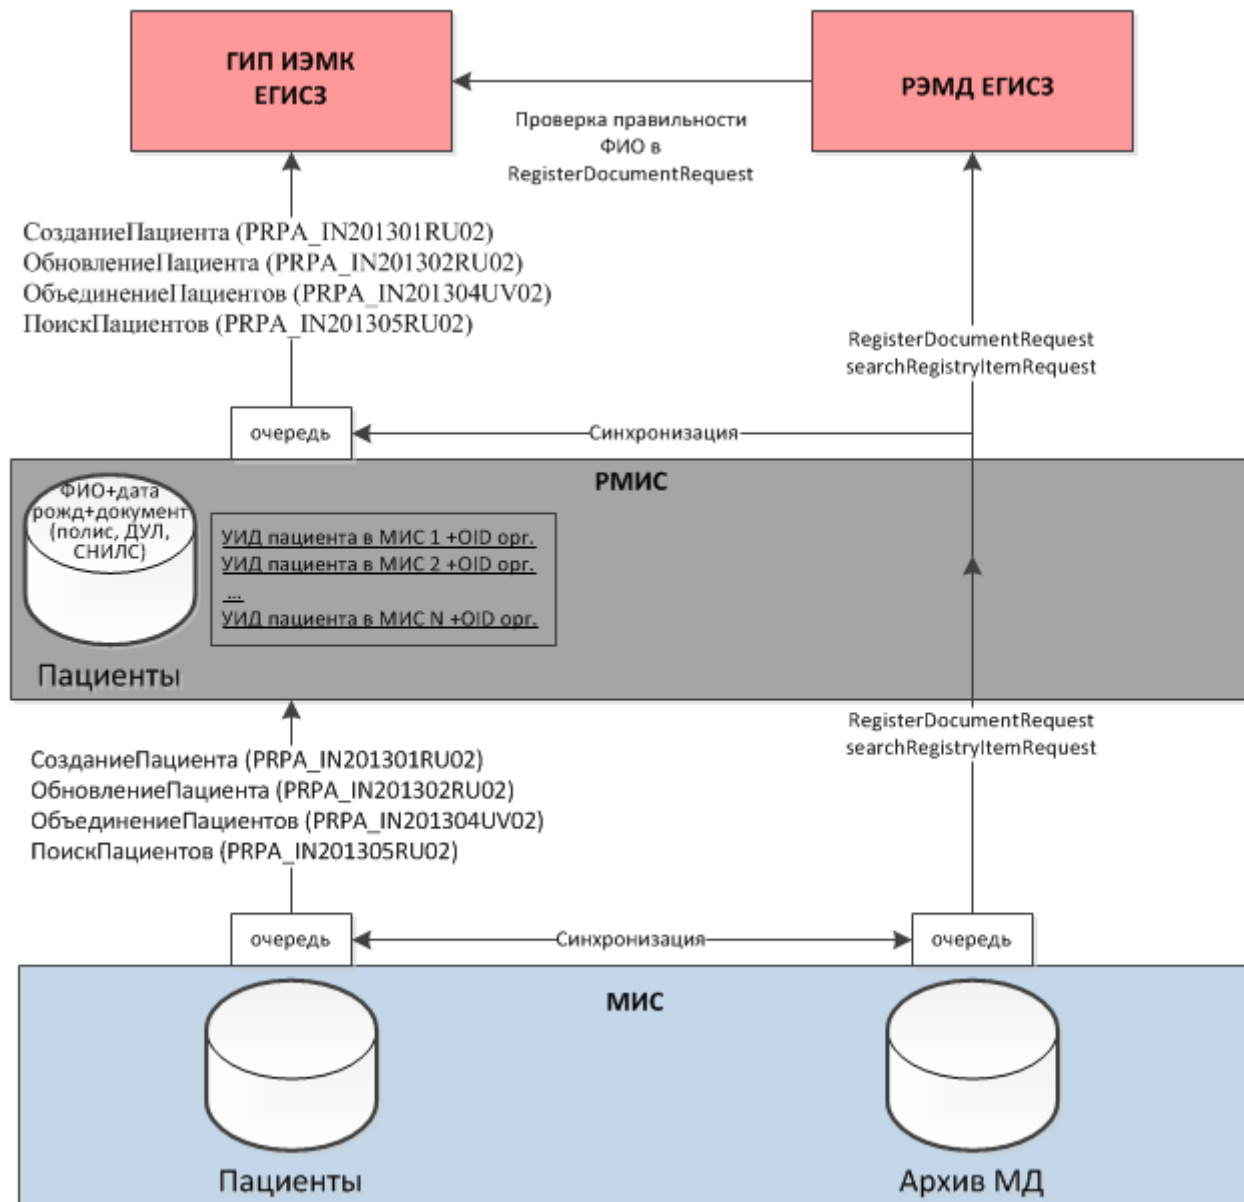 ГИП ИЭМК
ЕГИСЗ
РЭМД ЕГИСЗ
Проверка правильности
ФИО в
RegisterDocumentRequest
СозданиеПациента (PRPA_IN201301RU02)
ОбновлениеПациента (PRPA_IN201302RU02)
ОбъединениеПациентов (PRPA_IN201304UV02)
ПоискПациентов (PRPA_IN201305RU02)
RegisterDocumentRequest
searchRegistryItemRequest
очередь
Синхронизация
РМИС
ФИО+дата
рожд+документ
(полис, ДУЛ,
СНИЛС)
УИД пациента в МИС 1 +OID орг.
УИД пациента в МИС 2 +OID орг.
...
УИД пациента в МИС N +OID орг.
Пациенты
RegisterDocumentRequest
searchRegistryItemRequest
СозданиеПациента (PRPA_IN201301RU02)
ОбновлениеПациента (PRPA_IN201302RU02)
ОбъединениеПациентов (PRPA_IN201304UV02)
ПоискПациентов (PRPA_IN201305RU02)
очередь
Синхронизация
очередь
МИС
Пациенты
Архив МД